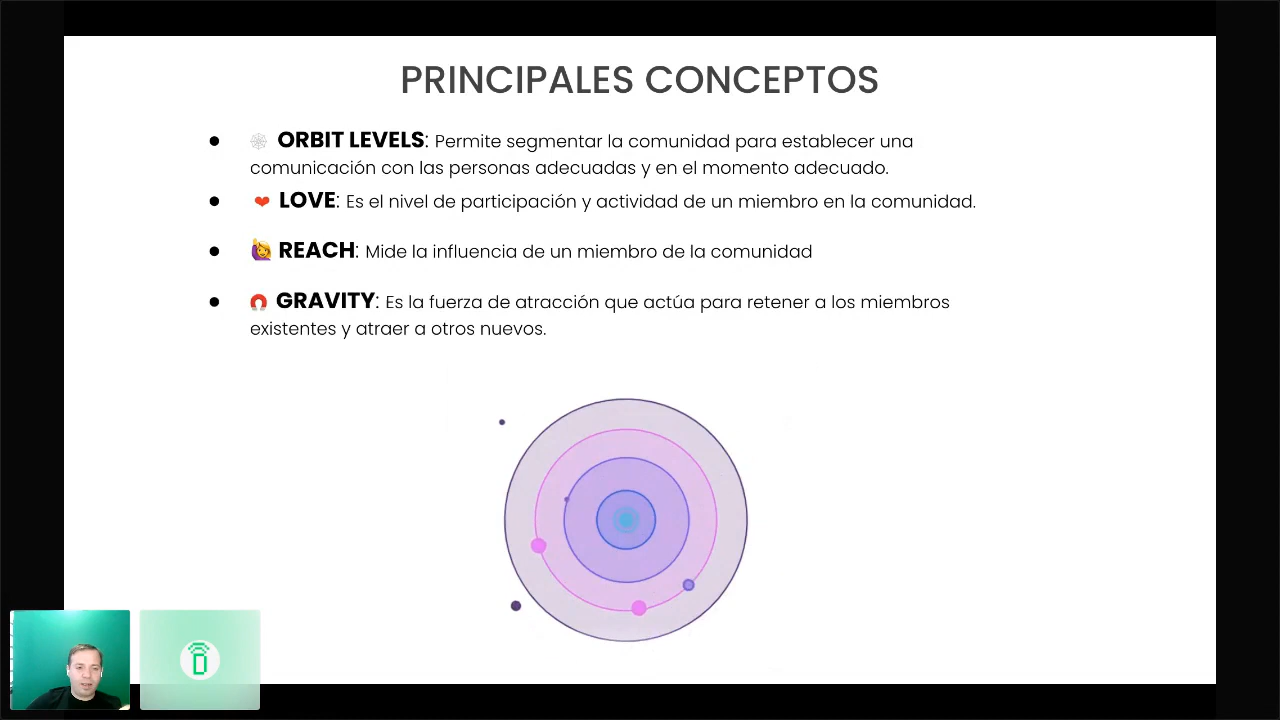 PRINCIPALES CONCEPTOS
ORBIT LEVELS: Permite segmentar la comunidad para establecer una
comunicación con las personas adecuadas y en el momento adecuado.
LOVE: Es el nivel de participación y actividad de un miembro en la comunidad.
REACH: Mide la influencia de un miembro de la comunidad
GRAVITY: Es la fuerza de atracción que actúa para retener a los miembros
existentes y atraer a otros nuevos.